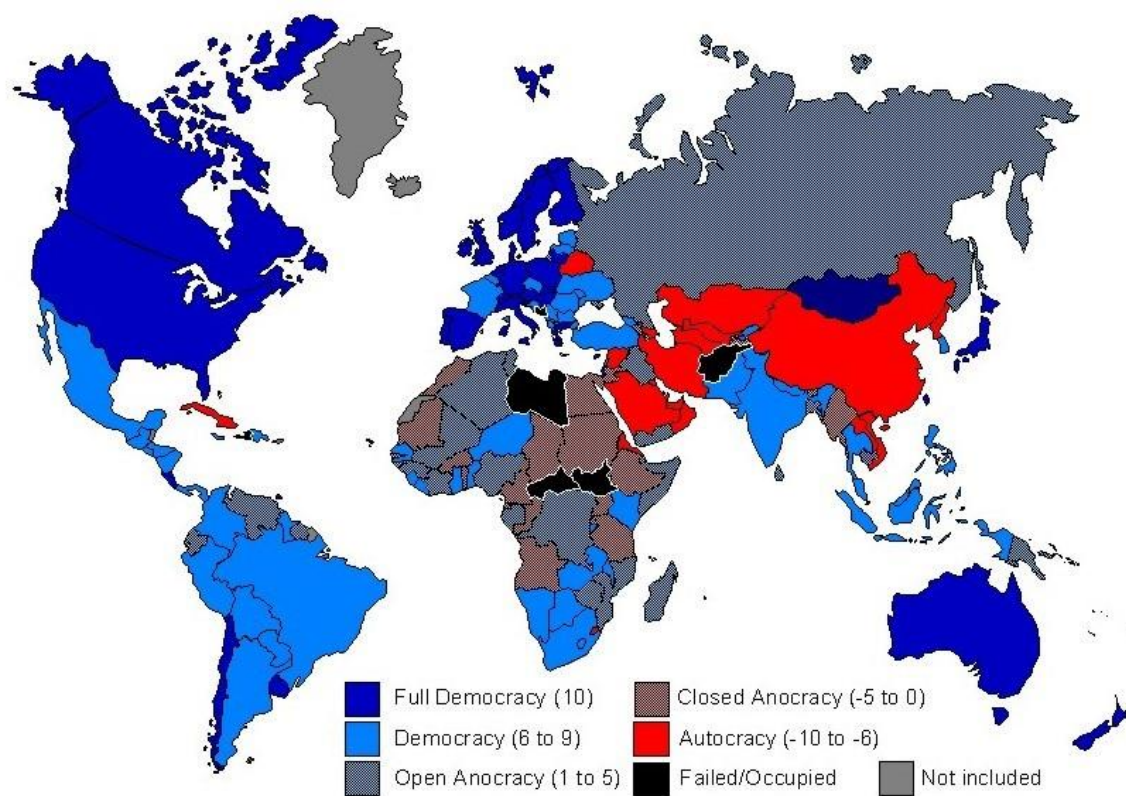 Full Democracy (10)
Democracy (6 to 9)
Open Anocracy (1 to 5)
Closed Anocracy (-5 to 0)
Autocracy (-10 to -6)
Failed/Occupied
Not included